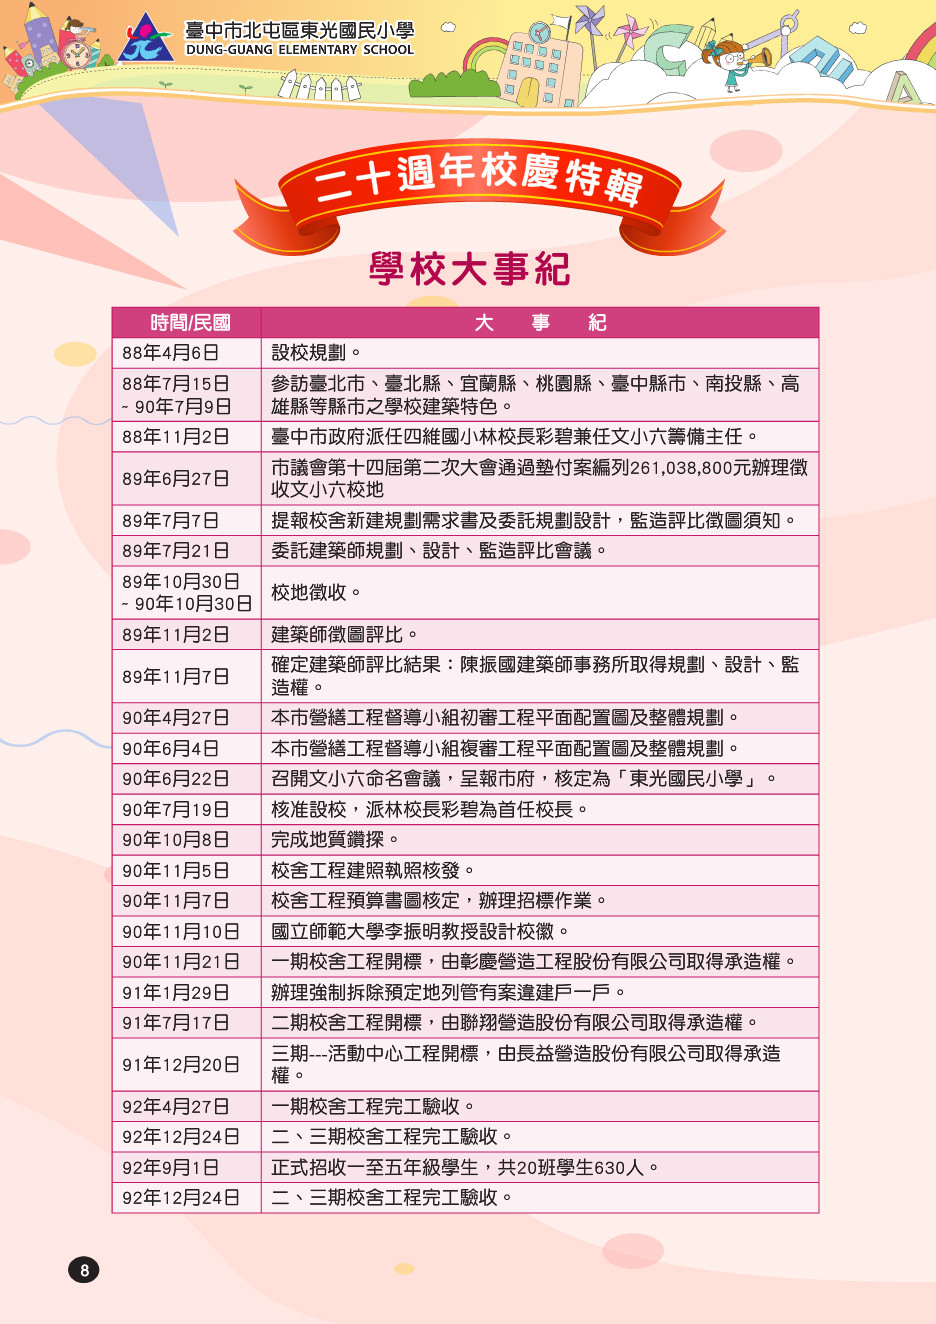 臺中市北屯區東光國民小學
DUNG-GUANG ELEMENTARY SCHOOL
二十週年校慶特輯
學校大事紀
時間/民國 大 事 紀
88年4月6日 設校規劃。
88年7月15日
~ 90年7月9日
參訪臺北市、臺北縣、宜蘭縣、桃園縣、臺中縣市、南投縣、高
雄縣等縣市之學校建築特色。
88年11月2日 臺中市政府派任四維國小林校長彩碧兼任文小六籌備主任。
89年6月27日
市議會第十四屆第二次大會通過墊付案編列261,038,800元辦理徵
收文小六校地
89年7月7日 提報校舍新建規劃需求書及委託規劃設計，監造評比徵圖須知。
89年7月21日 委託建築師規劃、設計、監造評比會議。
89年10月30日
~ 90年10月30日
校地徵收。
89年11月2日 建築師徵圖評比。
89年11月7日
確定建築師評比結果：陳振國建築師事務所取得規劃、設計、監
造權。
90年4月27日 本市營繕工程督導小組初審工程平面配置圖及整體規劃。
90年6月4日 本市營繕工程督導小組複審工程平面配置圖及整體規劃。
90年6月22日 召開文小六命名會議，呈報市府，核定為「東光國民小學」。
90年7月19日 核准設校，派林校長彩碧為首任校長。
90年10月8日 完成地質鑽探。
90年11月5日 校舍工程建照執照核發。
90年11月7日 校舍工程預算書圖核定，辦理招標作業。
90年11月10日 國立師範大學李振明教授設計校徽。
90年11月21日 一期校舍工程開標，由彰慶營造工程股份有限公司取得承造權。
91年1月29日 辦理強制拆除預定地列管有案違建戶一戶。
91年7月17日 二期校舍工程開標，由聯翔營造股份有限公司取得承造權。
91年12月20日
三期---活動中心工程開標，由長益營造股份有限公司取得承造
權。
92年4月27日 一期校舍工程完工驗收。
92年12月24日 二、三期校舍工程完工驗收。
92年9月1日 正式招收一至五年級學生，共20班學生630人。
92年12月24日 二、三期校舍工程完工驗收。
8